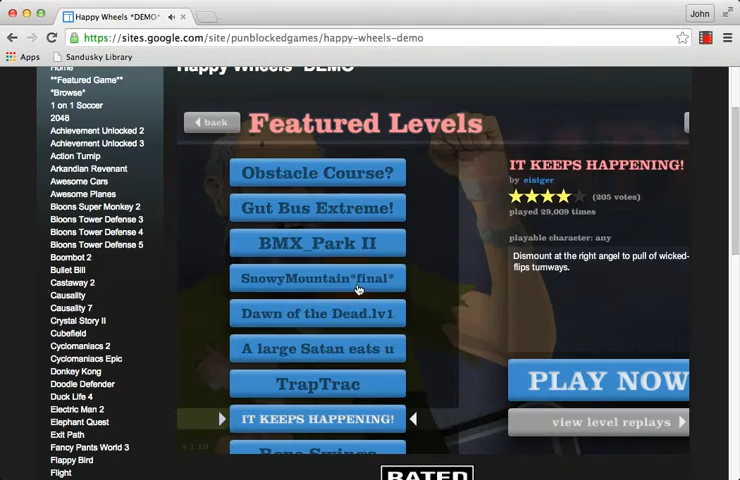 Happy Wheels *DEMO*
John
https://sites.google.com/site/punblockedgames/happy-wheels-demo
Apps
Sandusky Library
Home
**Featured Game**
*Browse*
1 on 1 Soccer
2048
Achievement Unlocked 2
Achievement Unlocked 3
Action Turnip
Arkandian Revenant
Awesome Cars
Awesome Planes
Bloons Super Monkey 2
Bloons Tower Defense 3
Bloons Tower Defense 4
Bloons Tower Defense 5
Boombot 2
Bullet Bill
Castaway 2
Causality
Causality 7
Crystal Story II
Cubefield
Cyclomaniacs 2
Cyclomaniacs Epic
Donkey Kong
Doodle Defender
Duck Life 4
Electric Man 2
Elephant Quest
Exit Path
Fancy Pants World 3
Flappy Bird
Flight
Happy Wheels *DEMO*
back
Featured Levels
Obstacle Course?
Gut Bus Extreme!
BMX_Park II
SnowyMountain*final*
Dawn of the Dead.lv1
A large Satan eats u
TrapTrac
IT KEEPS HAPPENING!
Rope Swings
v 1.10
IT KEEPS HAPPENING!
by eisiger
(205 votes)
played 29,009 times
playable character: any
Dismount at the right angel to pull of wicked-
flips tumways.
PLAY NOW
view level replays
RATED